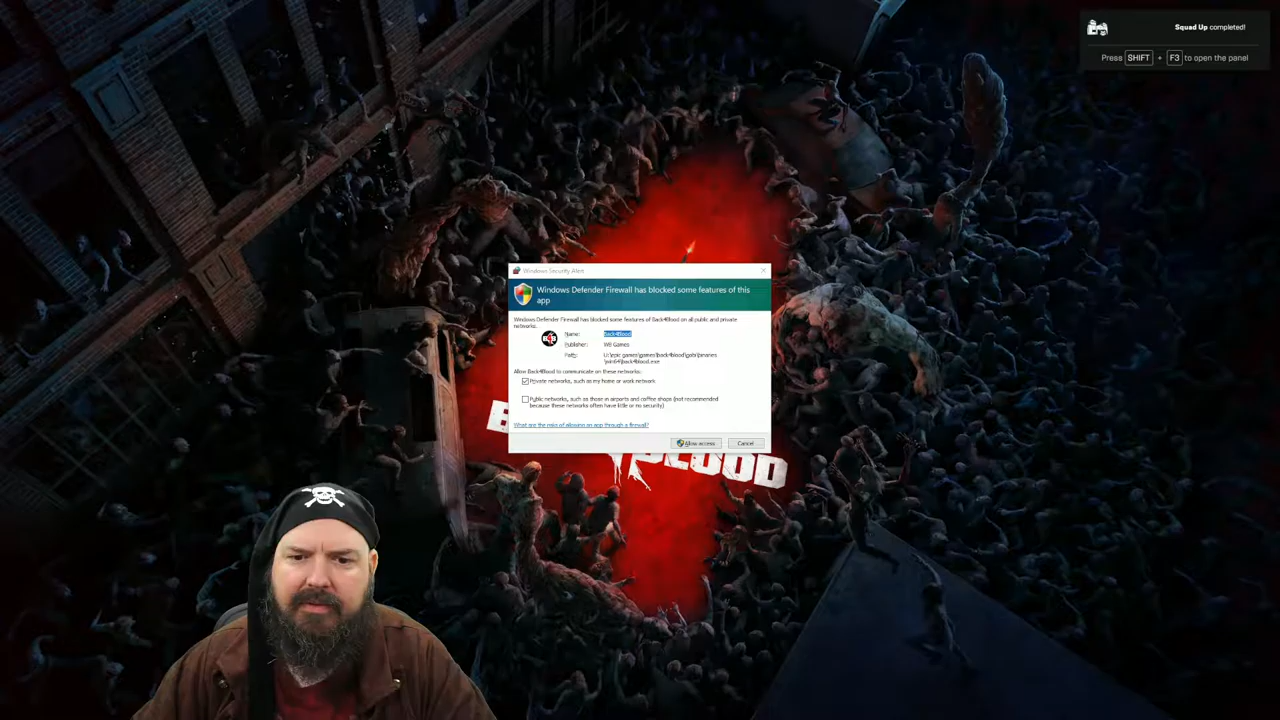 Squad Up completed!
Press SHIFT + F3 to open the panel
Windows Security Alert
Windows Defender Firewall has blocked some features of this
app
Windows Defender Firewall has blocked some features of Back4Blood on all public and private
networks.
Name: Back4Blood
Publisher: WB Games
Path:
Allow Back4Blood to communicate on these networks:
Private networks, such as my home or work network
Public networks, such as those in airports and coffee shops (not recommended
because these networks often have little or no security)
What are the risks of allowing an app through a firewall?
Allow access
Cancel
BLOOD